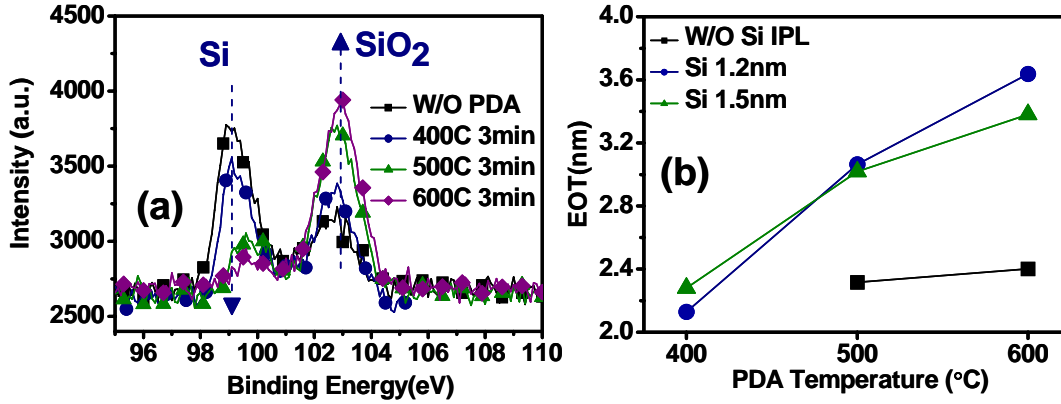 Si
SiO2
W/O PDA
400C 3min
500C 3min
600C 3min
(a)
4500
4000
3500
3000
2500
Intensity (a.u.)
96 98 100 102 104 106 108 110
Binding Energy(eV)
W/O Si IPL
Si 1.2nm
Si 1.5nm
(b)
3.6
3.2
2.8
2.4
2.0
EOT(nm)
400 500 600
PDA Temperature (°C)